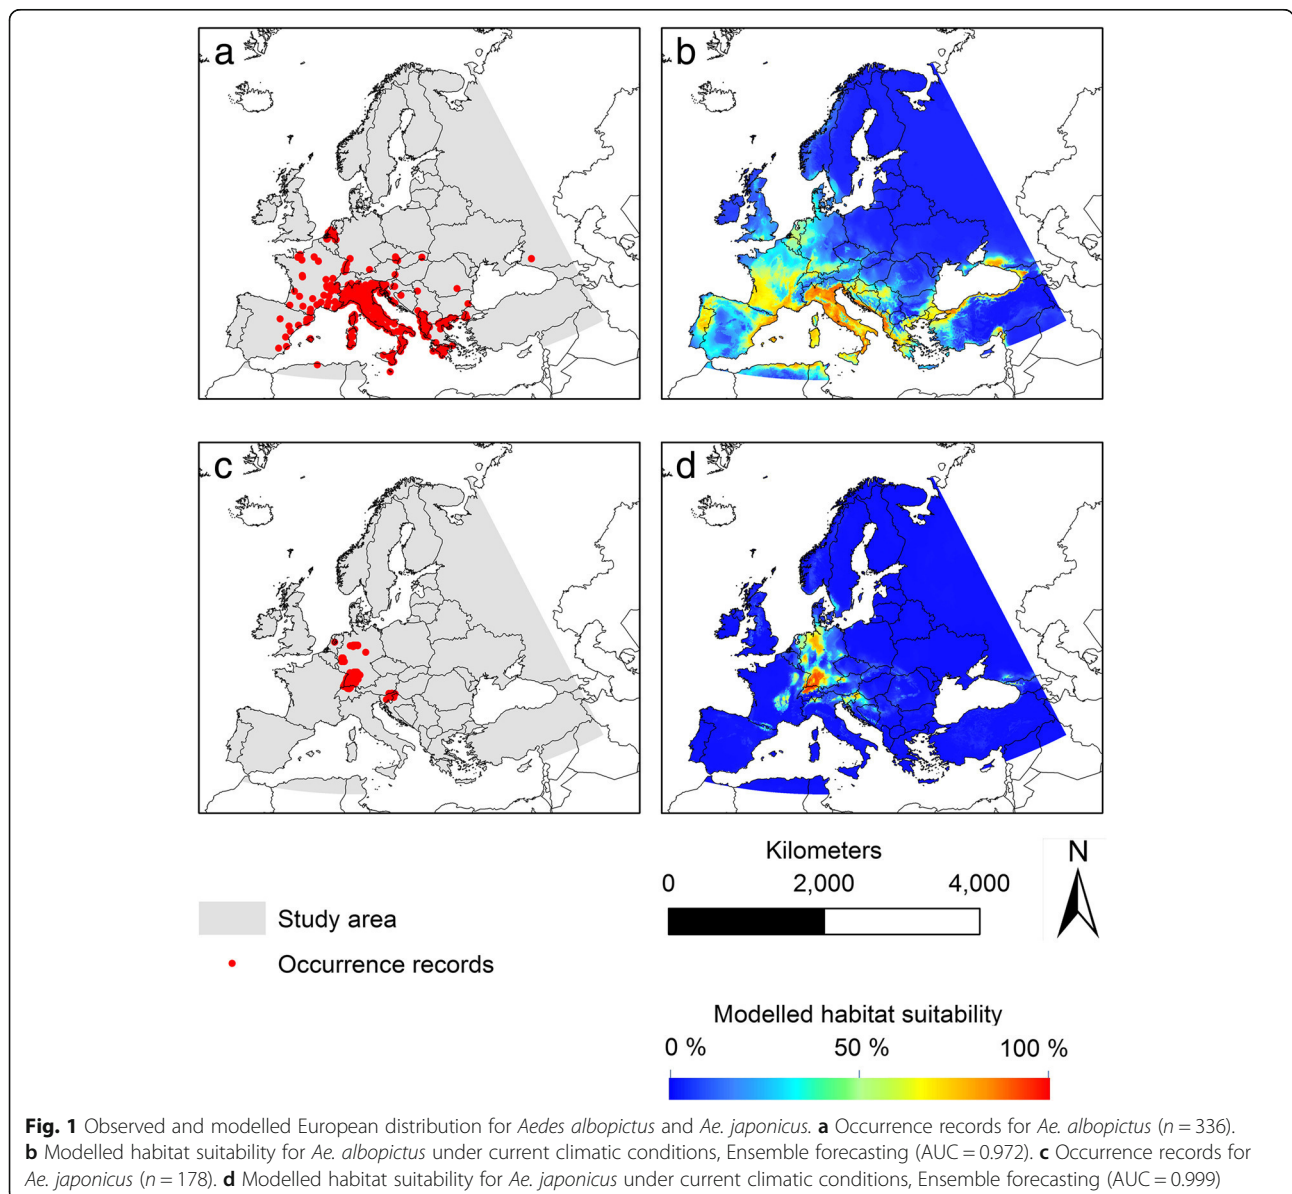 a
b
c
d
Kilometers
0 2,000 4,000
N
Study area
Occurrence records
Modelled habitat suitability
0 % 50 % 100 %
Fig. 1 Observed and modelled European distribution for Aedes albopictus and Ae. japonicus. a Occurrence records for Ae. albopictus (n = 336).
b Modelled habitat suitability for Ae. albopictus under current climatic conditions, Ensemble forecasting (AUC = 0.972). c Occurrence records for
Ae. japonicus (n = 178). d Modelled habitat suitability for Ae. japonicus under current climatic conditions, Ensemble forecasting (AUC = 0.999)